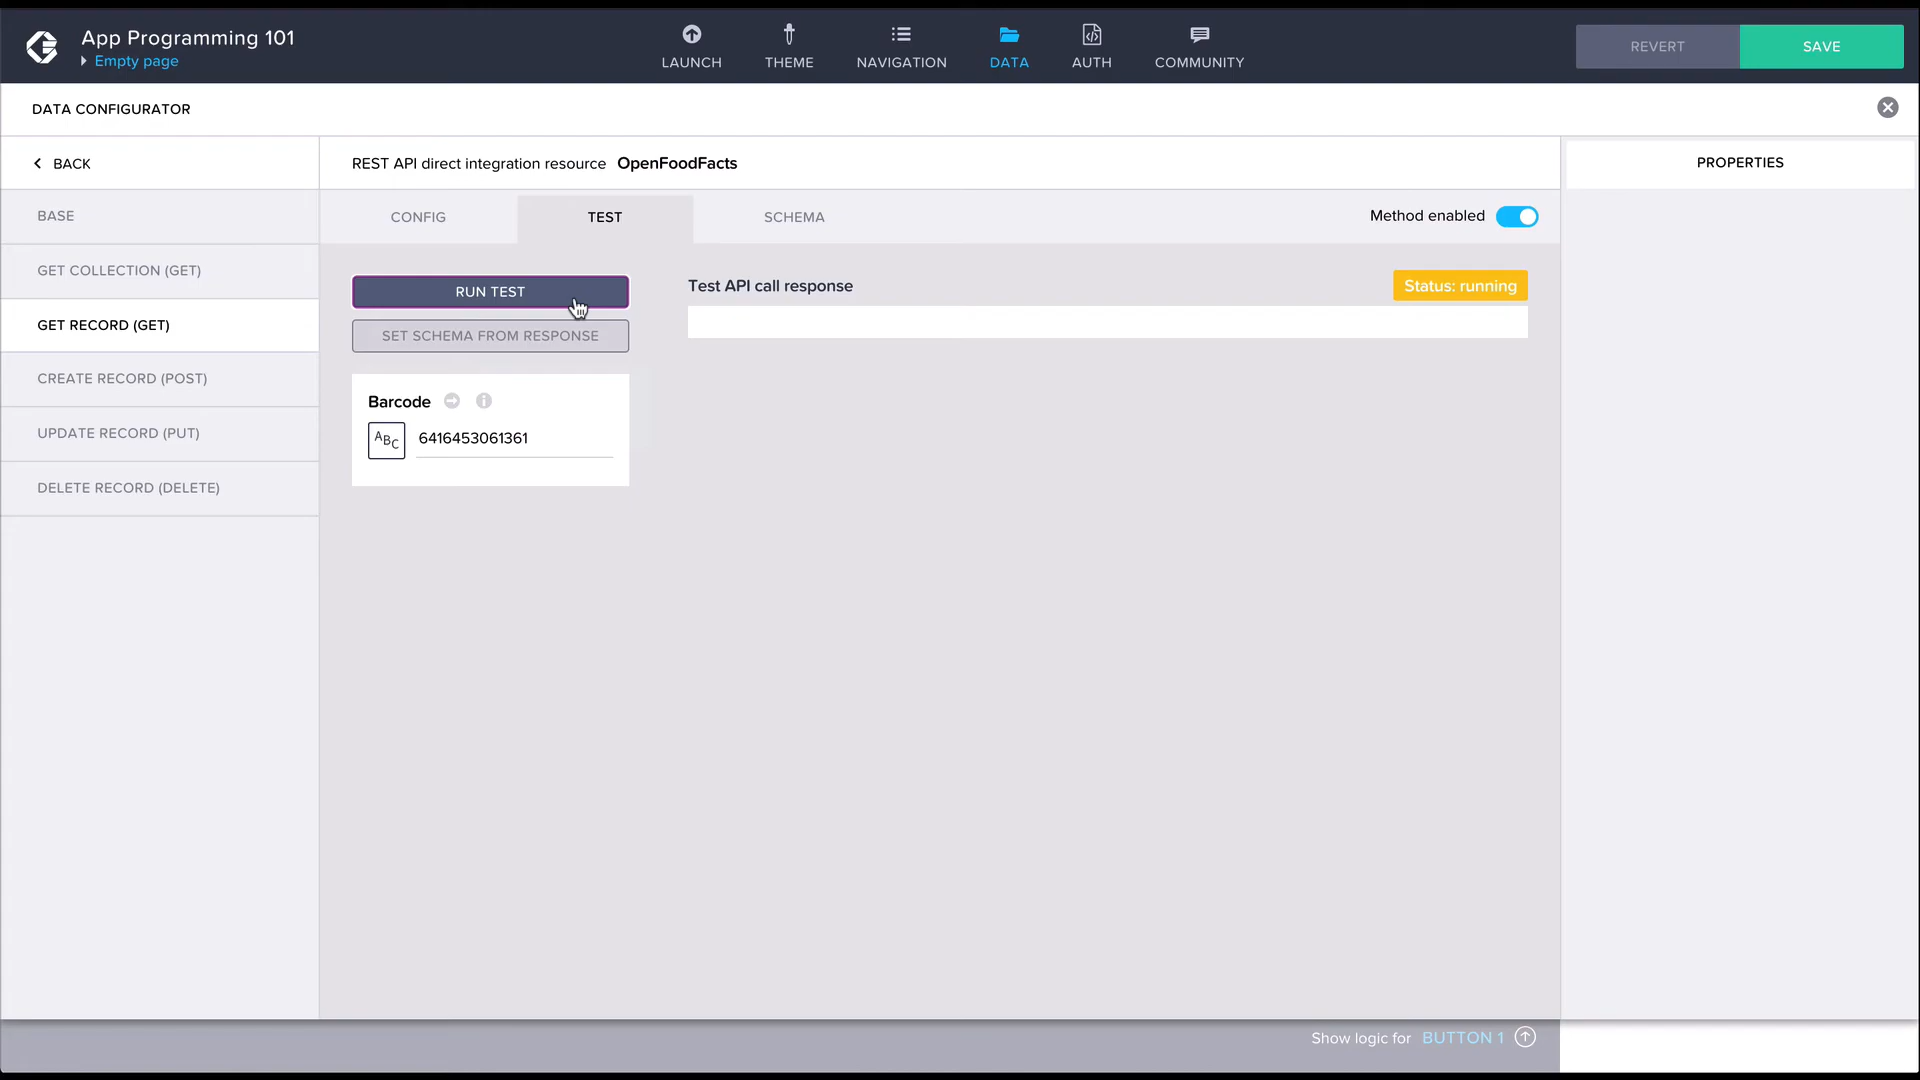 App Programming 101
Empty page
LAUNCH
THEME
NAVIGATION
DATA
AUTH
COMMUNITY
REVERT
SAVE
DATA CONFIGURATOR
BACK
REST API direct integration resource OpenFoodFacts
PROPERTIES
BASE
GET COLLECTION (GET)
GET RECORD (GET)
CREATE RECORD (POST)
UPDATE RECORD (PUT)
DELETE RECORD (DELETE)
CONFIG
TEST
SCHEMA
Method enabled
RUN TEST
SET SCHEMA FROM RESPONSE
Barcode
ABC
6416453061361
Test API call response
Status: running
Show logic for BUTTON 1